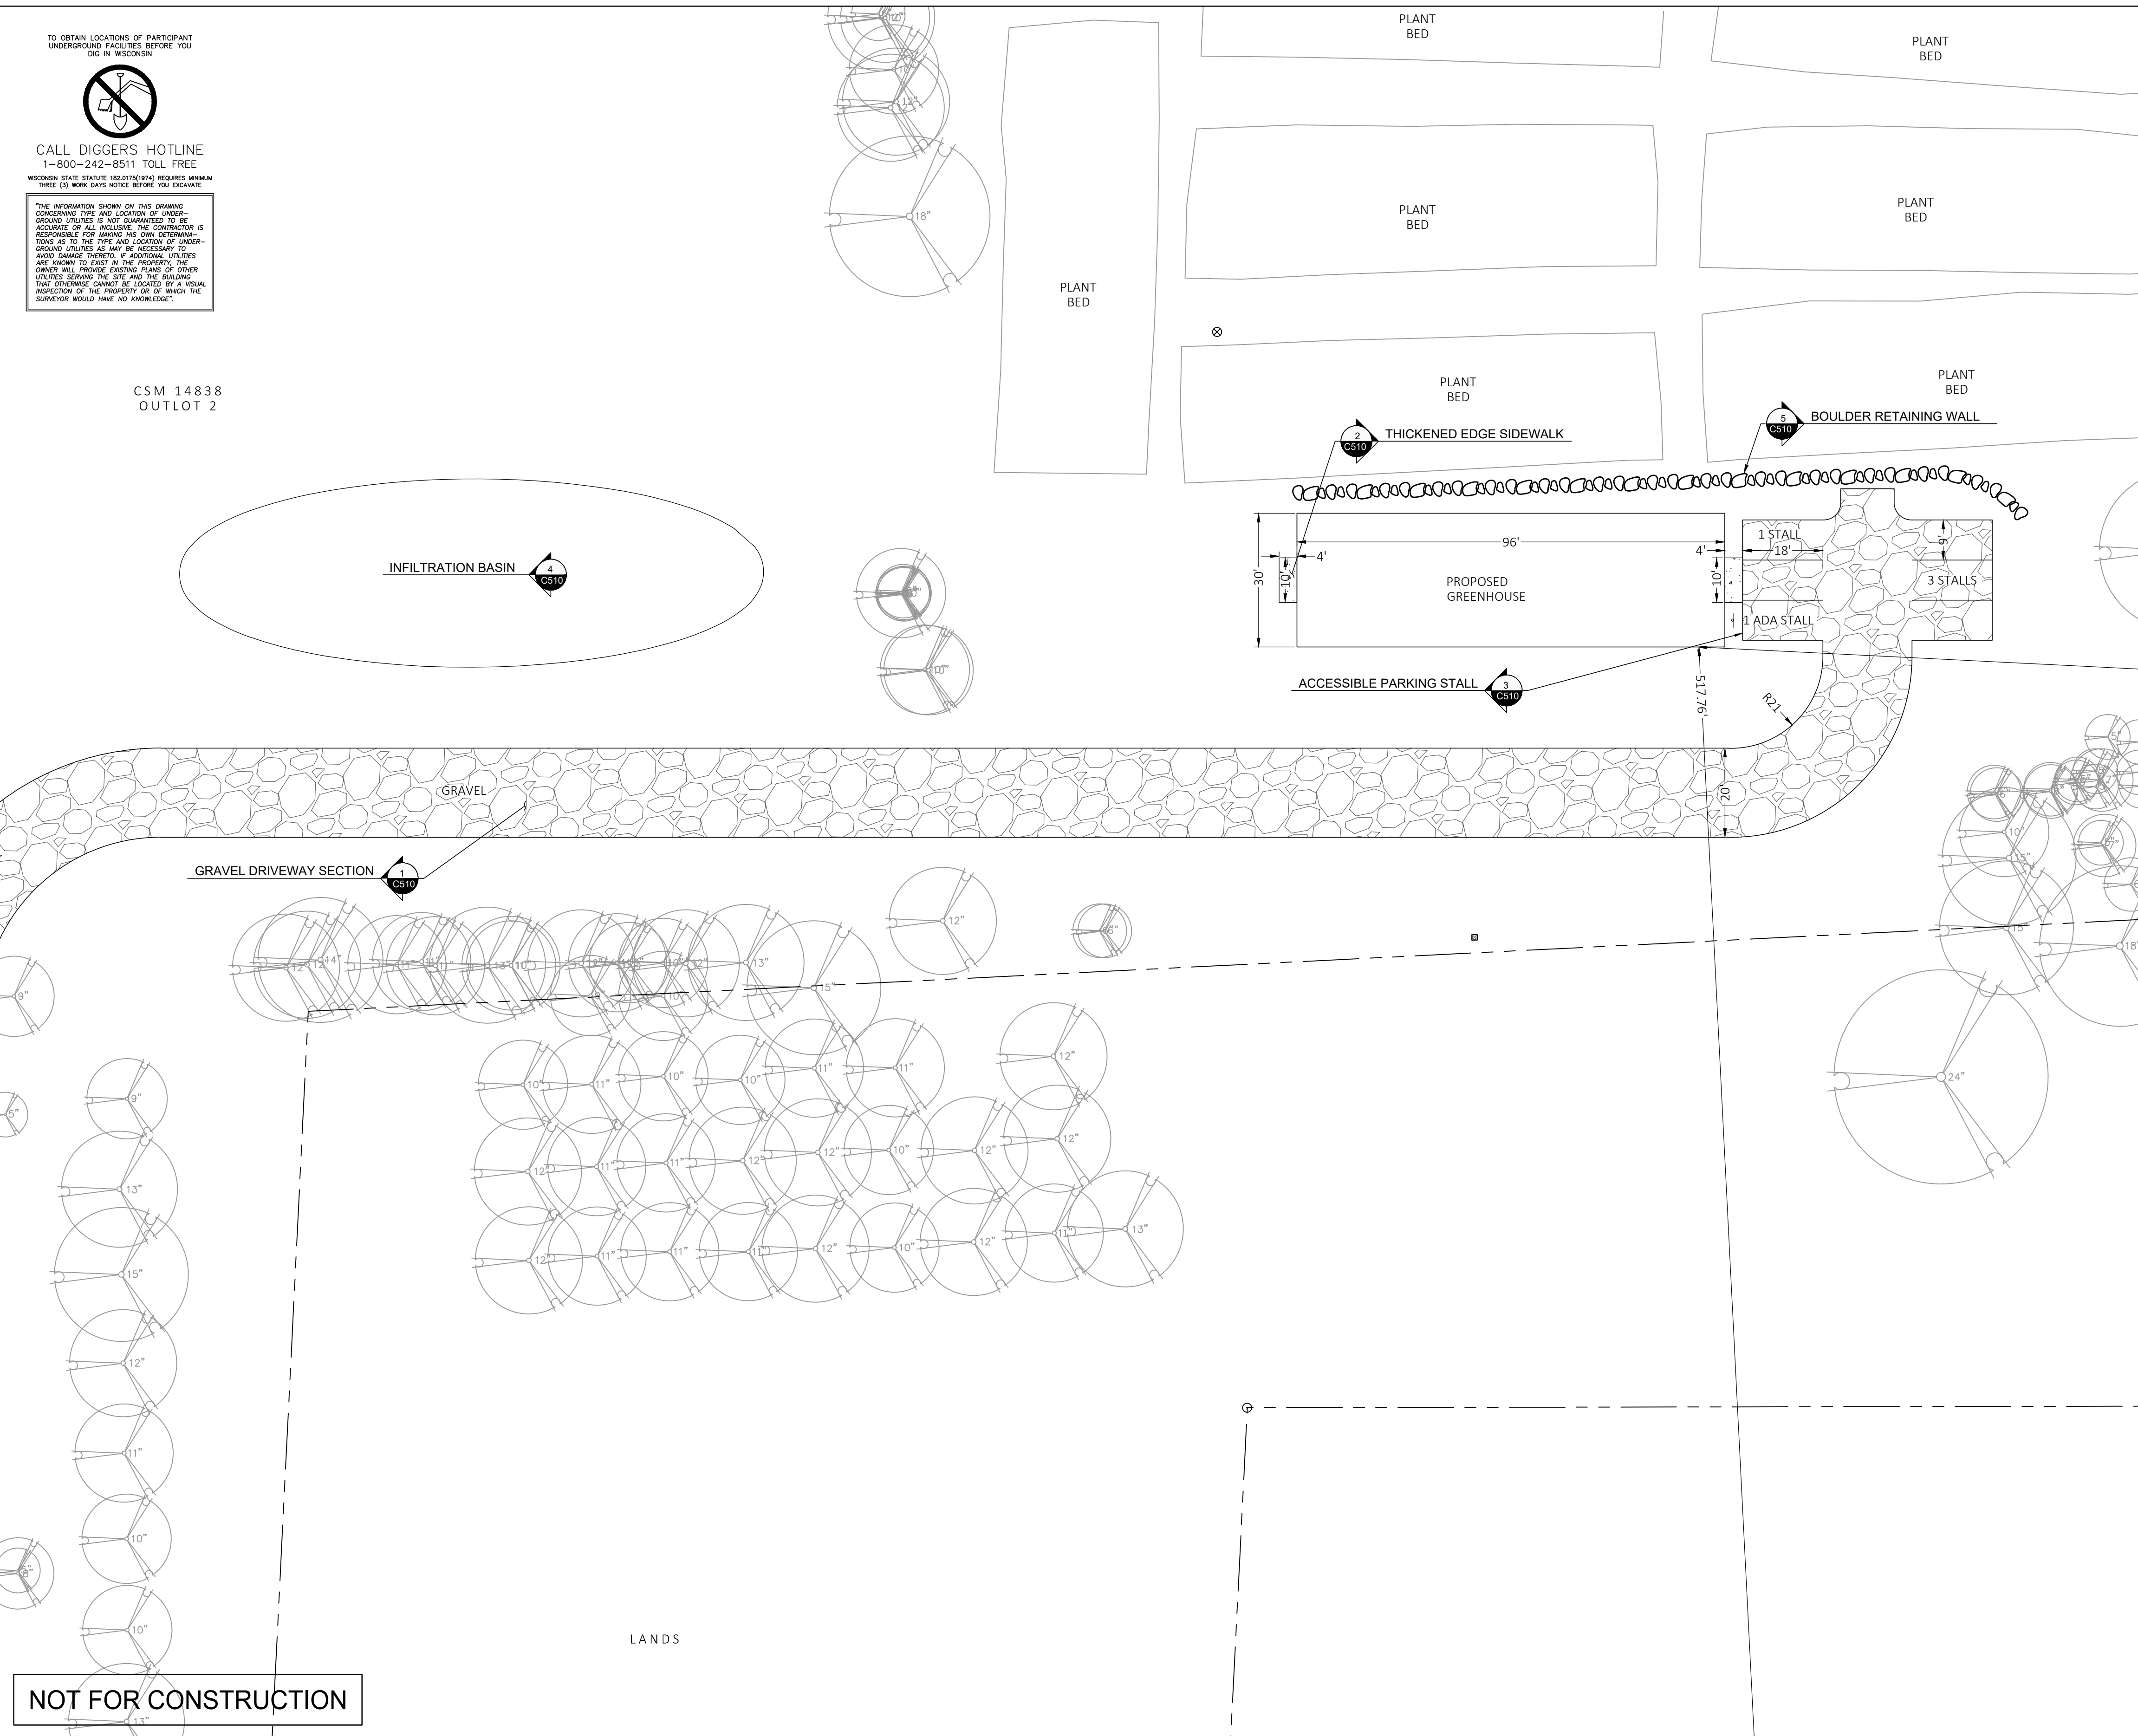 TO OBTAIN LOCATIONS OF PARTICIPANT
UNDERGROUND FACILITIES BEFORE YOU
DIG IN WISCONSIN
CALL DIGGERS HOTLINE
1-800-242-8511 TOLL FREE
WISCONSIN STATE STATUTE 182.0175(1974) REQUIRES MINIMUM
THREE (3) WORK DAYS NOTICE BEFORE YOU EXCAVATE
"THE INFORMATION SHOWN ON THIS DRAWING
CONCERNING TYPE AND LOCATION OF UNDER-
GROUND UTILITIES IS NOT GUARANTEED TO BE
ACCURATE OR ALL INCLUSIVE. THE CONTRACTOR IS
RESPONSIBLE FOR MAKING HIS OWN DETERMINA-
TIONS AS TO THE TYPE AND LOCATION OF UNDER-
GROUND UTILITIES AS MAY BE NECESSARY TO
AVOID DAMAGE THERETO. IF ADDITIONAL UTILITIES
ARE KNOWN TO EXIST IN THE PROPERTY, THE
OWNER WILL PROVIDE EXISTING PLANS OF OTHER
UTILITIES SERVING THE SITE AND THE BUILDING
THAT OTHERWISE CANNOT BE LOCATED BY A VISUAL
INSPECTION OF THE PROPERTY OR OF WHICH THE
SURVEYOR WOULD HAVE NO KNOWLEDGE".
CSM 14838
OUTLOT 2
18"
PLANT
BED
PLANT
BED
PLANT
BED
PLANT
BED
PLANT
BED
PLANT
BED
PLANT
BED
2
C510
THICKENED EDGE SIDEWALK
5
C510
BOULDER RETAINING WALL
INFILTRATION BASIN
4
C510
96'
4'
30'
10'
PROPOSED
GREENHOUSE
4'
10'
1 STALL
18'
9'
3 STALLS
1 ADA STALL
ACCESSIBLE PARKING STALL
3
C510
517.76'
R21
20'
GRAVEL
GRAVEL DRIVEWAY SECTION
1
C510
12"
13"
15"
9"
5"
10"
15"
15"
18"
24"
10"
11"
10"
10"
11"
11"
12"
12"
11"
11"
12"
12"
10"
12"
12"
12"
11"
11"
11"
12"
10"
12"
11"
13"
9"
5"
13"
15"
12"
11"
10"
10"
13"
LANDS
NOT FOR CONSTRUCTION